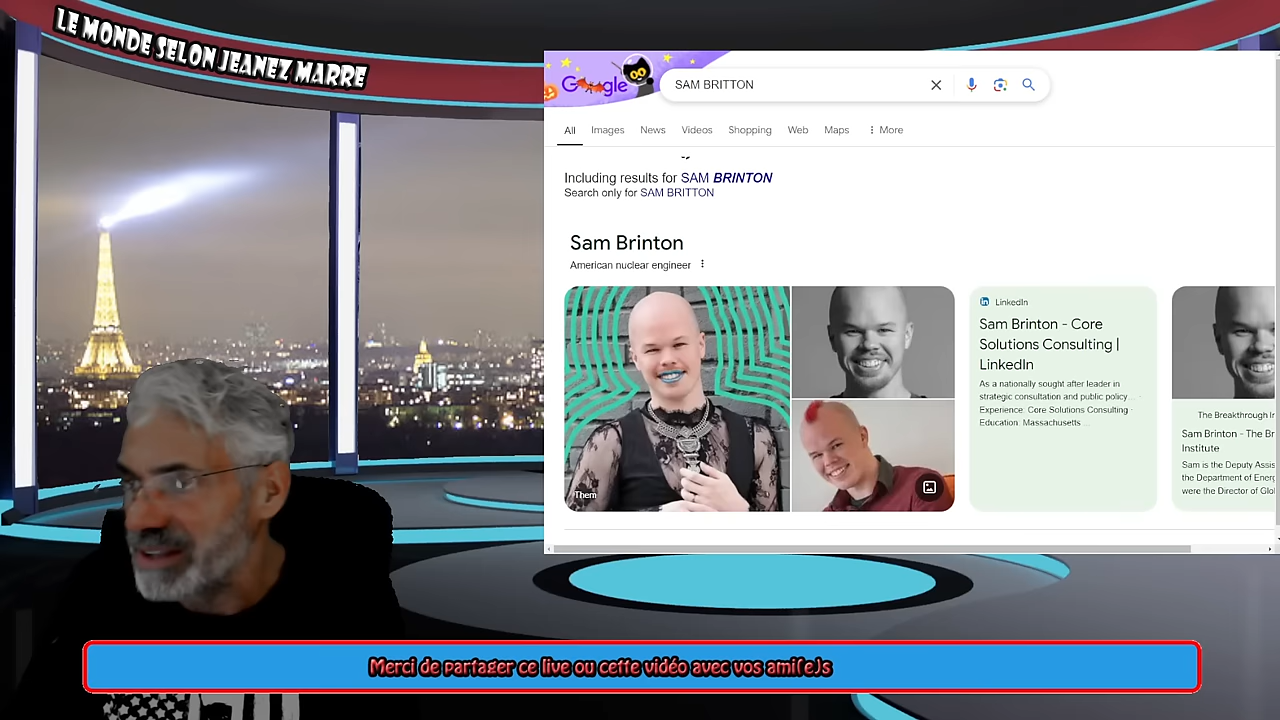 LE MONDE SELON JEANEZ MARRE
Google
SAM BRITTON
All Images News Videos Shopping Web Maps More
Including results for SAM BRINTON
Search only for SAM BRITTON
Sam Brinton
American nuclear engineer
Them
LinkedIn
Sam Brinton - Core
Solutions Consulting |
LinkedIn
As a nationally sought after leader in
strategic consultation and public policy...
Experience: Core Solutions Consulting ·
Education: Massachusetts ...
The Breakthrough In
Sam Brinton - The Br
Institute
Sam is the Deputy Assis
the Department of Energ
were the Director of Glo
Merci de partager ce live ou cette vidéo avec vos ami(e)s